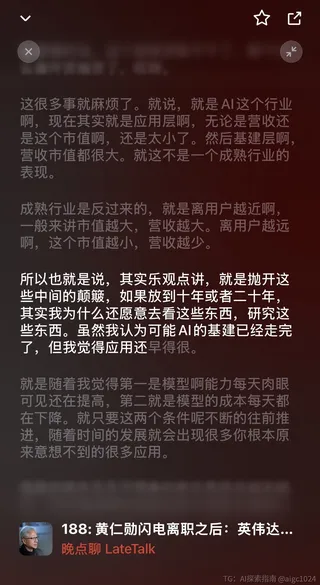 这很多事就麻烦了。就说，就是AI这个行业
啊，现在其实就是应用层啊，无论是营收还
是这个市值啊，还是太小了。然后基建层啊，
营收市值都很大。就这不是一个成熟行业的
表现。
成熟行业是反过来的，就是离用户越近啊，
一般来讲市值越大，营收越大。离用户越远
啊，这个市值越小，营收越少。
所以也就是说，其实乐观点讲，就是抛开这
些中间的颠簸，如果放到十年或者二十年，
其实我为什么还愿意去看这些东西，研究这
些东西。虽然我认为可能AI的基建已经走完
了，但我觉得应用还早得很。
就是随着我觉得第一是模型啊能力每天肉眼
可见还在提高，第二就是模型的成本每天都
在下降。就只要这两个条件呢不断的往前推
进，随着时间的发展就会出现很多你根本原
来意想不到的很多应用。
188: 黄仁勋闪电离职之后：英伟达...
晚点聊 LateTalk
TG：AI探索指南 @aigc1024